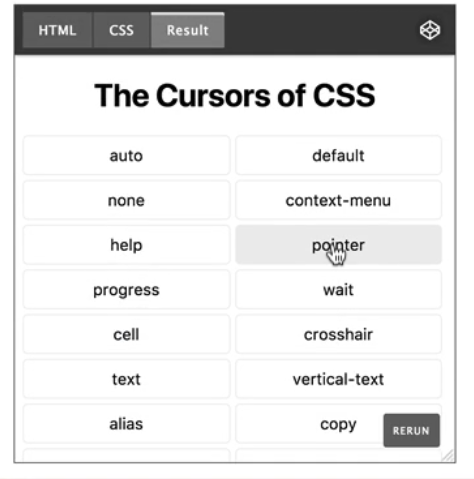 HTML CSS Result
The Cursors of CSS
auto default
none context-menu
help pointer
progress wait
cell crosshair
text vertical-text
alias copy
RERUN